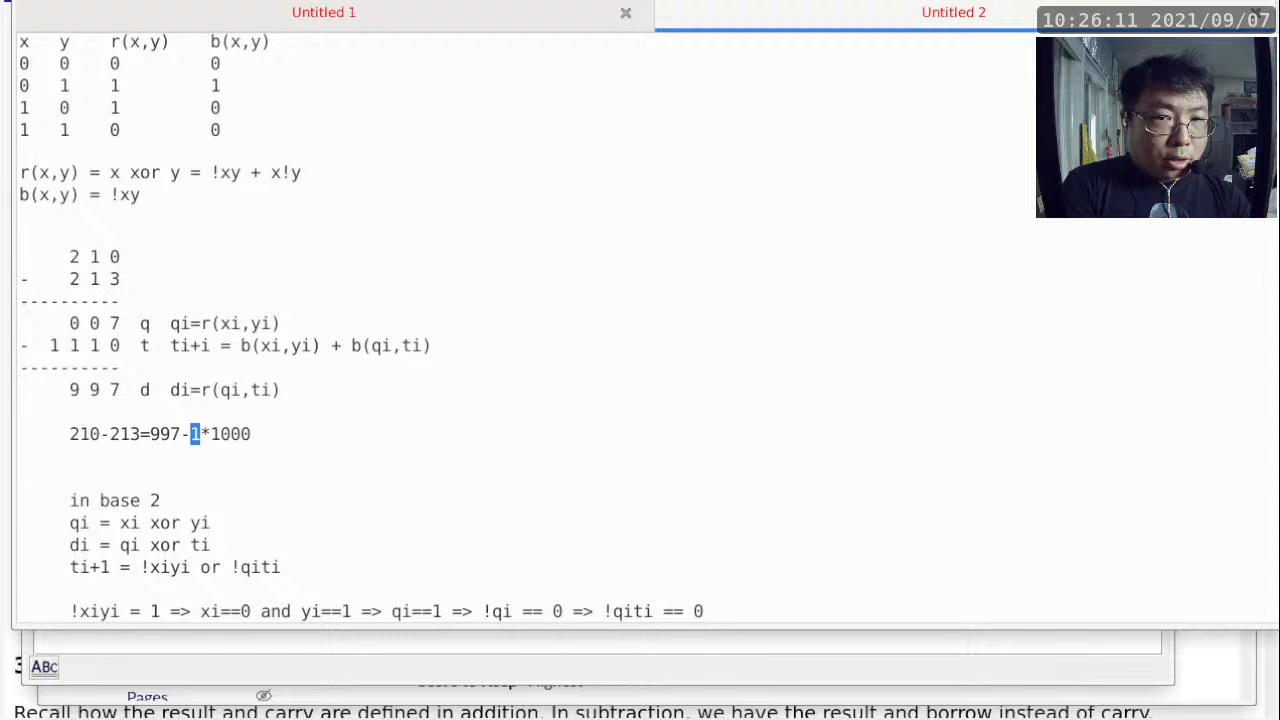 Untitled 1
Untitled 2
10:26:11 2021/09/07
x y r(x,y) b(x,y)
0 0 0 0
0 1 1 1
1 0 1 0
1 1 0 0
r(x,y) = x xor y = !xy + x!y
b(x,y) = !xy
2 1 0
- 2 1 3
----------
0 0 7 q qi=r(xi,yi)
- 1 1 1 0 t ti+i = b(xi,yi) + b(qi,ti)
----------
9 9 7 d di=r(qi,ti)
210-213=997-1*1000
in base 2
qi = xi xor yi
di = qi xor ti
ti+1 = !xiyi or !qiti
!xiyi = 1 => xi==0 and yi==1 => qi==1 => !qi == 0 => !qiti == 0
ABC
Pages
Recall how the result and carry are defined in addition. In subtraction, we have the result and borrow instead of carry.